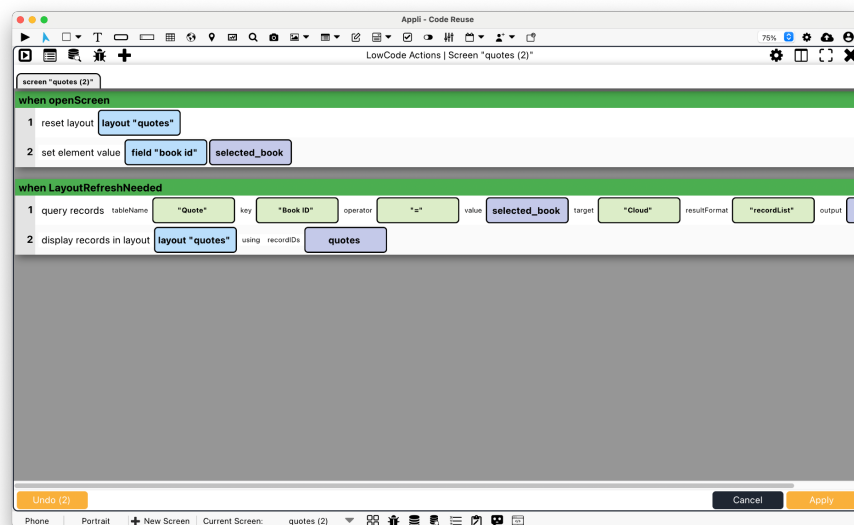 Appli - Code Reuse
T 75%
LowCode Actions | Screen "quotes (2)"
screen "quotes (2)"
when openScreen
1 reset layout layout "quotes"
2 set element value field "book id" selected_book
when LayoutRefreshNeeded
1 query records tableName "Quote" key "Book ID" operator "=" value selected_book target "Cloud" resultFormat "recordList" output
2 display records in layout layout "quotes" using recordIDs quotes
Undo (2) Cancel Apply
Phone Portrait New Screen Current Screen: quotes (2)